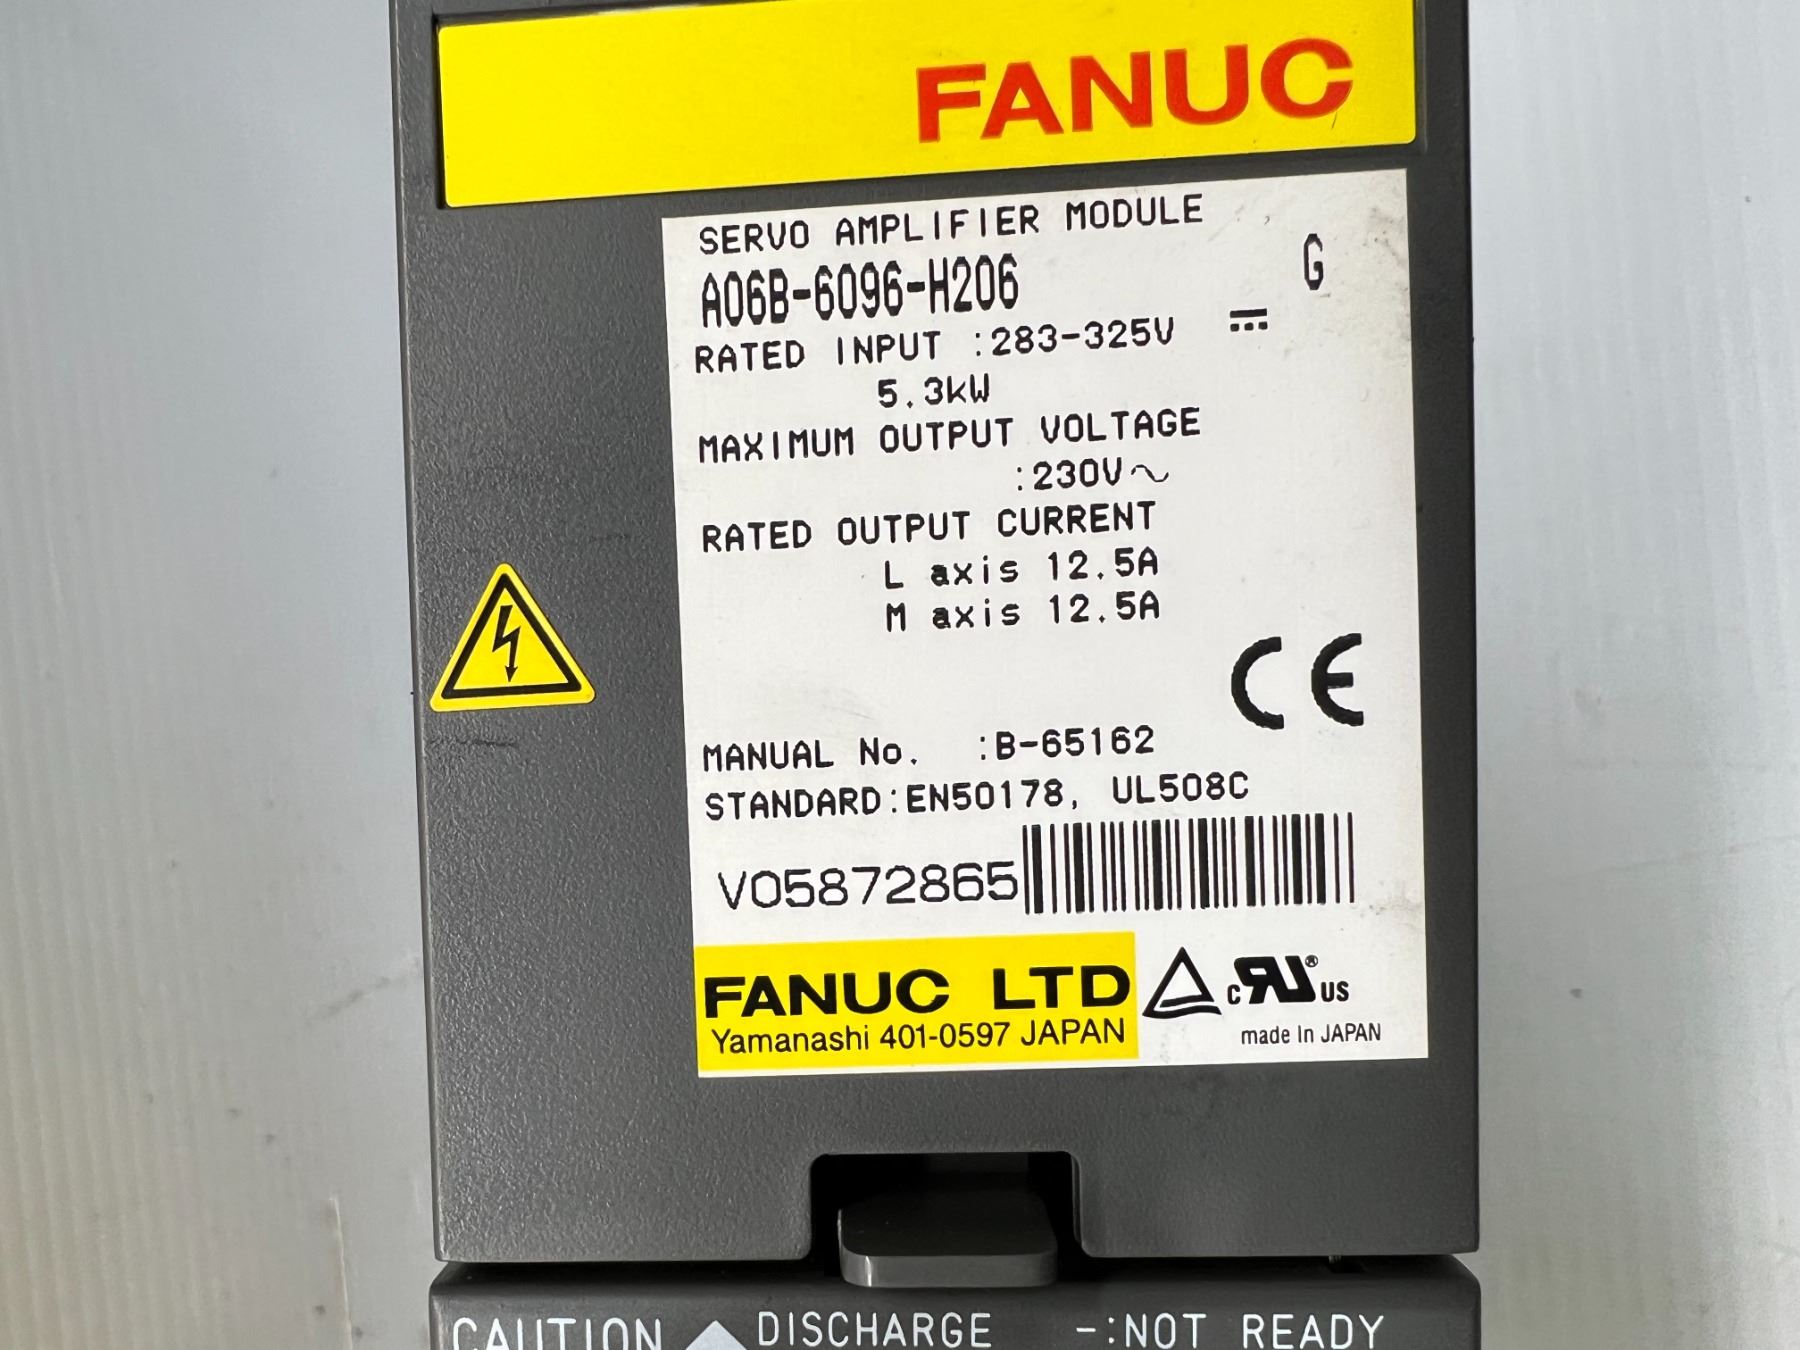 FANUC
SERVO AMPLIFIER MODULE
A06B-6096-H206 G
RATED INPUT :283-325V ⎓
5.3kW
MAXIMUM OUTPUT VOLTAGE
:230V~
RATED OUTPUT CURRENT
L axis 12.5A
M axis 12.5A
CE
MANUAL No. :B-65162
STANDARD:EN50178, UL508C
V05872865
FANUC LTD
Yamanashi 401-0597 JAPAN
c RU® US
made In JAPAN
CAUTION DISCHARGE -:NOT READY